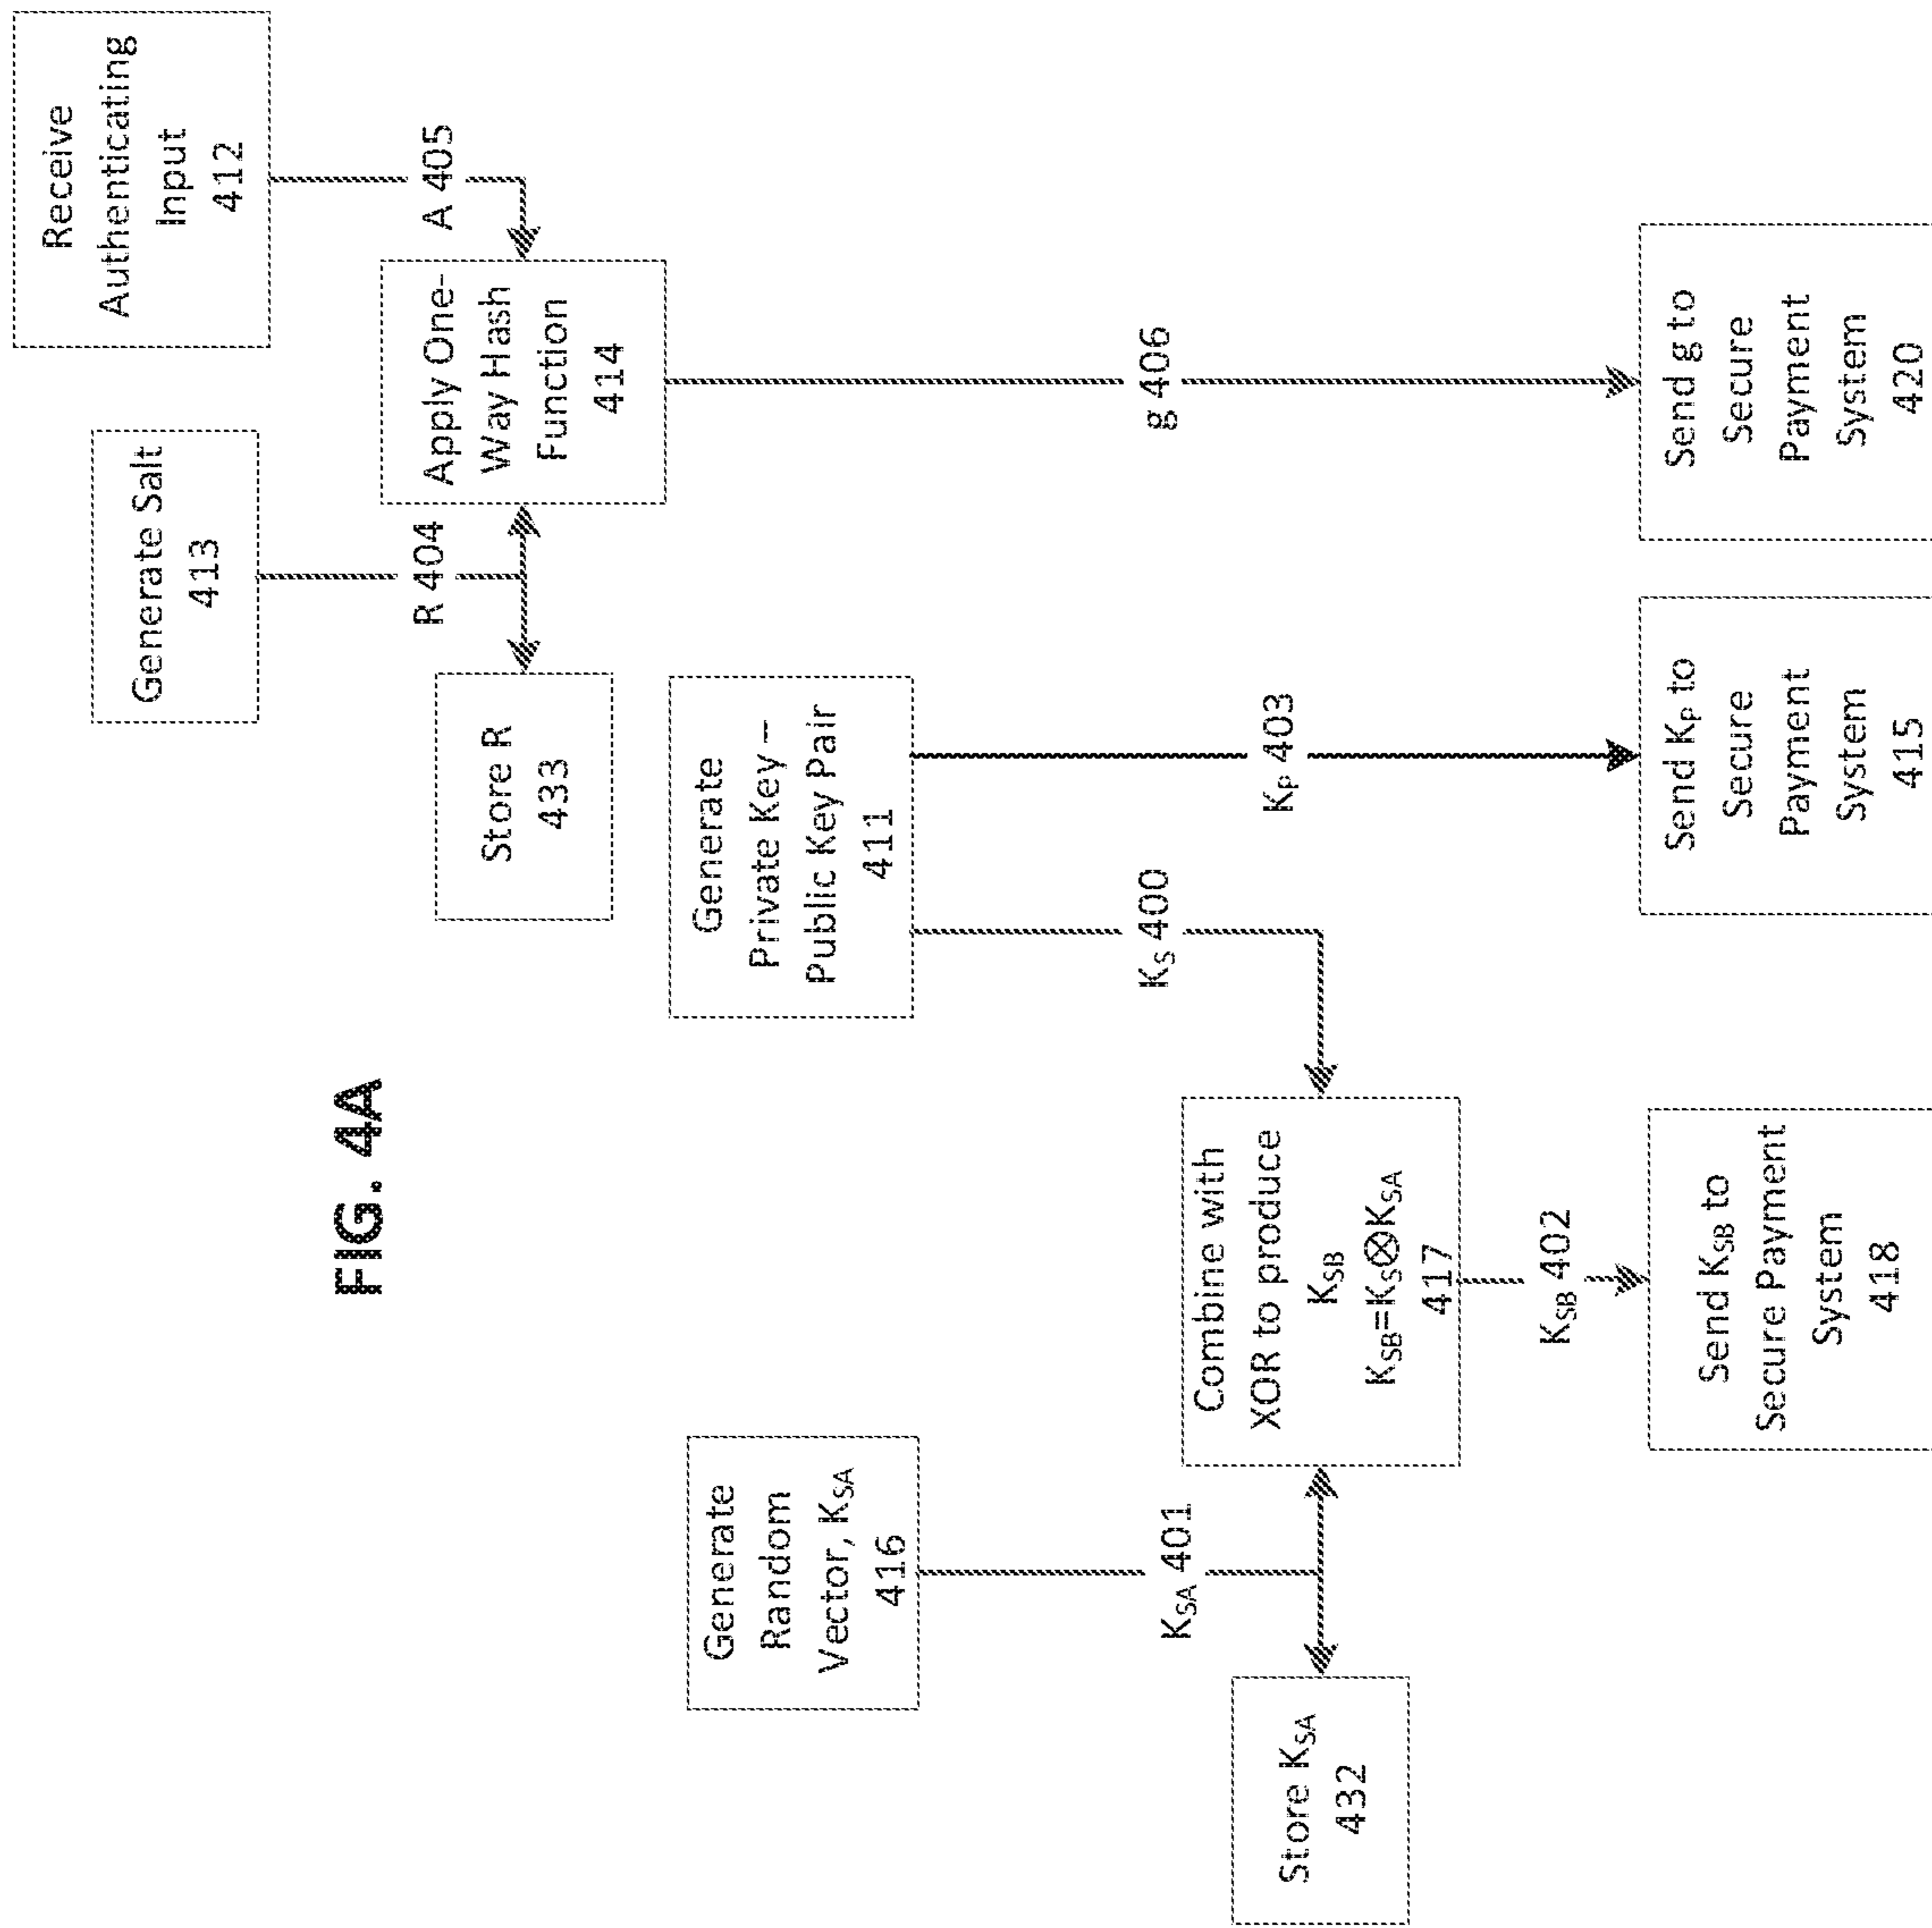 FIG. 4A
Receive
Authenticating
Input
412
Generate Salt
413
A 405
R 404
Apply One-
Way Hash
Function
414
Store R
433
Generate
Private Key –
Public Key Pair
411
Generate
Random
Vector, KSA
416
g 406
KP 403
KS 400
KSA 401
Combine with
XOR to produce
KSB
KSB=KS⊗KSA
417
Store KSA
432
KSB 402
Send g to
Secure
Payment
System
420
Send KP to
Secure
Payment
System
415
Send KSB to
Secure Payment
System
418